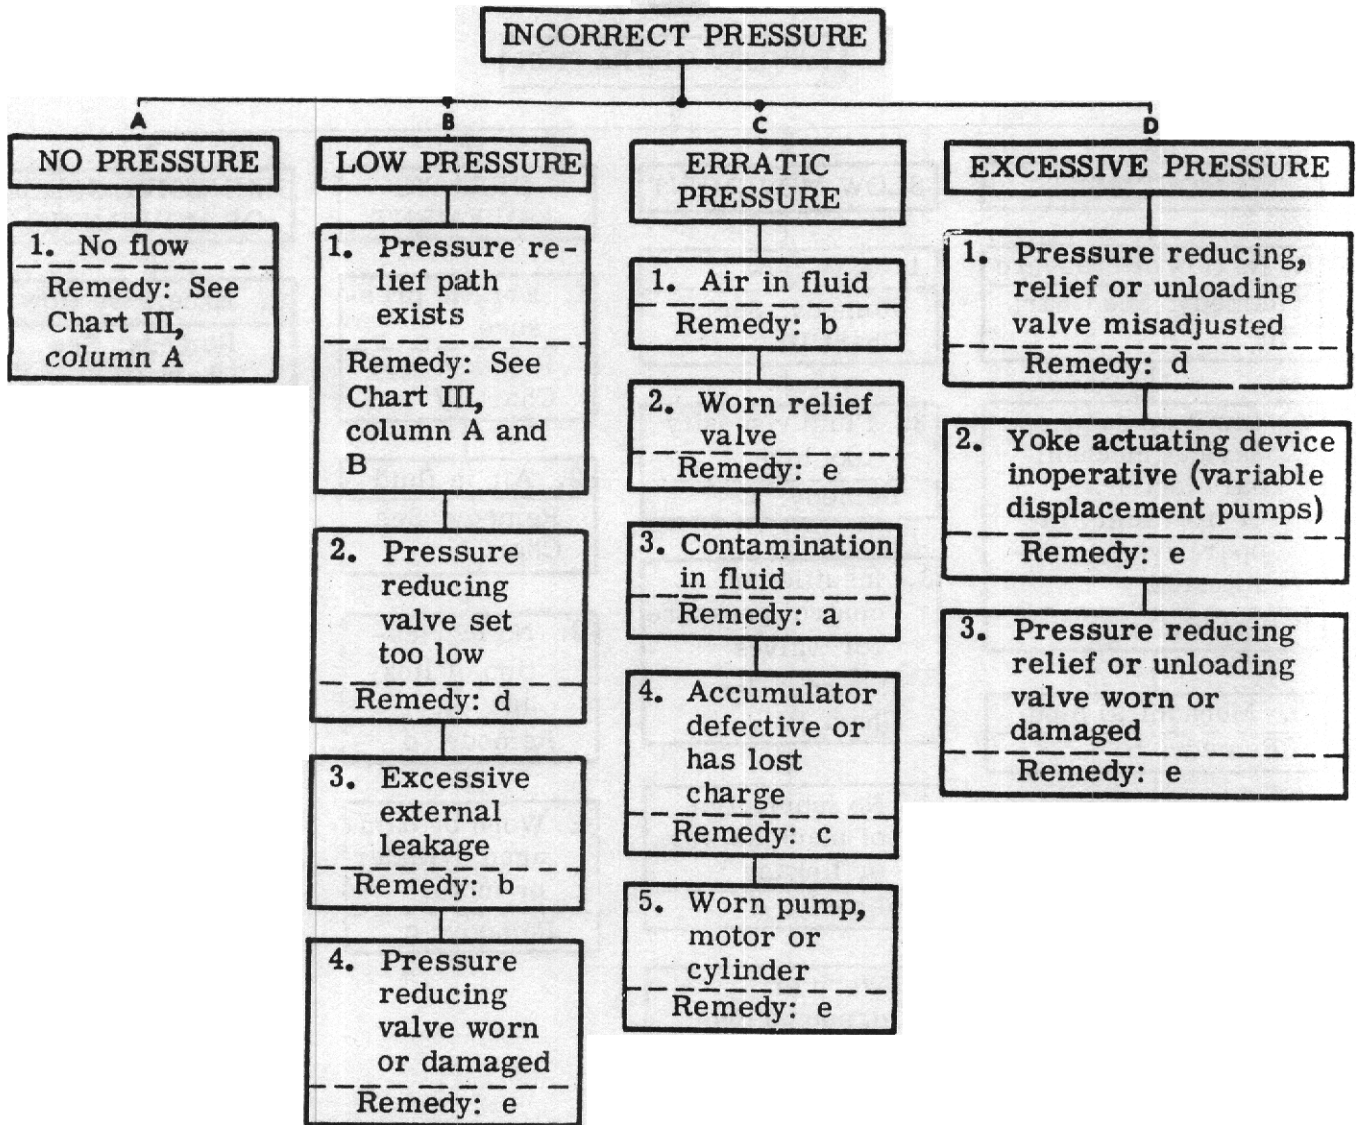 INCORRECT PRESSURE
A
NO PRESSURE
1. No flow
Remedy: See
Chart III,
column A
B
LOW PRESSURE
1. Pressure re-
lief path
exists
Remedy: See
Chart III,
column A and
B
2. Pressure
reducing
valve set
too low
Remedy: d
3. Excessive
external
leakage
Remedy: b
4. Pressure
reducing
valve worn
or damaged
Remedy: e
C
ERRATIC
PRESSURE
1. Air in fluid
Remedy: b
2. Worn relief
valve
Remedy: e
3. Contamination
in fluid
Remedy: a
4. Accumulator
defective or
has lost
charge
Remedy: c
5. Worn pump,
motor or
cylinder
Remedy: e
D
EXCESSIVE PRESSURE
1. Pressure reducing,
relief or unloading
valve misadjusted
Remedy: d
2. Yoke actuating device
inoperative (variable
displacement pumps)
Remedy: e
3. Pressure reducing
relief or unloading
valve worn or
damaged
Remedy: e